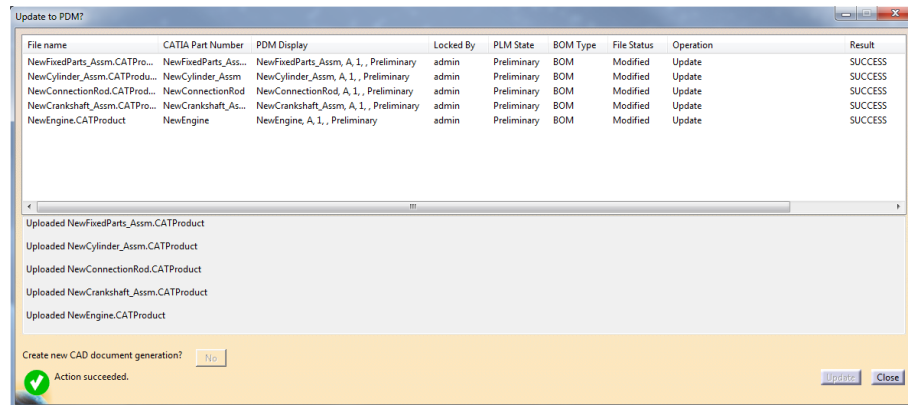 Update to PDM?
File name CATIA Part Number PDM Display Locked By PLM State BOM Type File Status Operation Result
NewFixedParts_Assm.CATPro... NewFixedParts_Ass... NewFixedParts_Assm, A, 1, , Preliminary admin Preliminary BOM Modified Update SUCCESS
NewCylinder_Assm.CATProdu... NewCylinder_Assm NewCylinder_Assm, A, 1, , Preliminary admin Preliminary BOM Modified Update SUCCESS
NewConnectionRod.CATProd... NewConnectionRod NewConnectionRod, A, 1, , Preliminary admin Preliminary BOM Modified Update SUCCESS
NewCrankshaft_Assm.CATPro... NewCrankshaft_As... NewCrankshaft_Assm, A, 1, , Preliminary admin Preliminary BOM Modified Update SUCCESS
NewEngine.CATProduct NewEngine NewEngine, A, 1, , Preliminary admin Preliminary BOM Modified Update SUCCESS
Uploaded NewFixedParts_Assm.CATProduct
Uploaded NewCylinder_Assm.CATProduct
Uploaded NewConnectionRod.CATProduct
Uploaded NewCrankshaft_Assm.CATProduct
Uploaded NewEngine.CATProduct
Create new CAD document generation? No
Action succeeded. Update Close